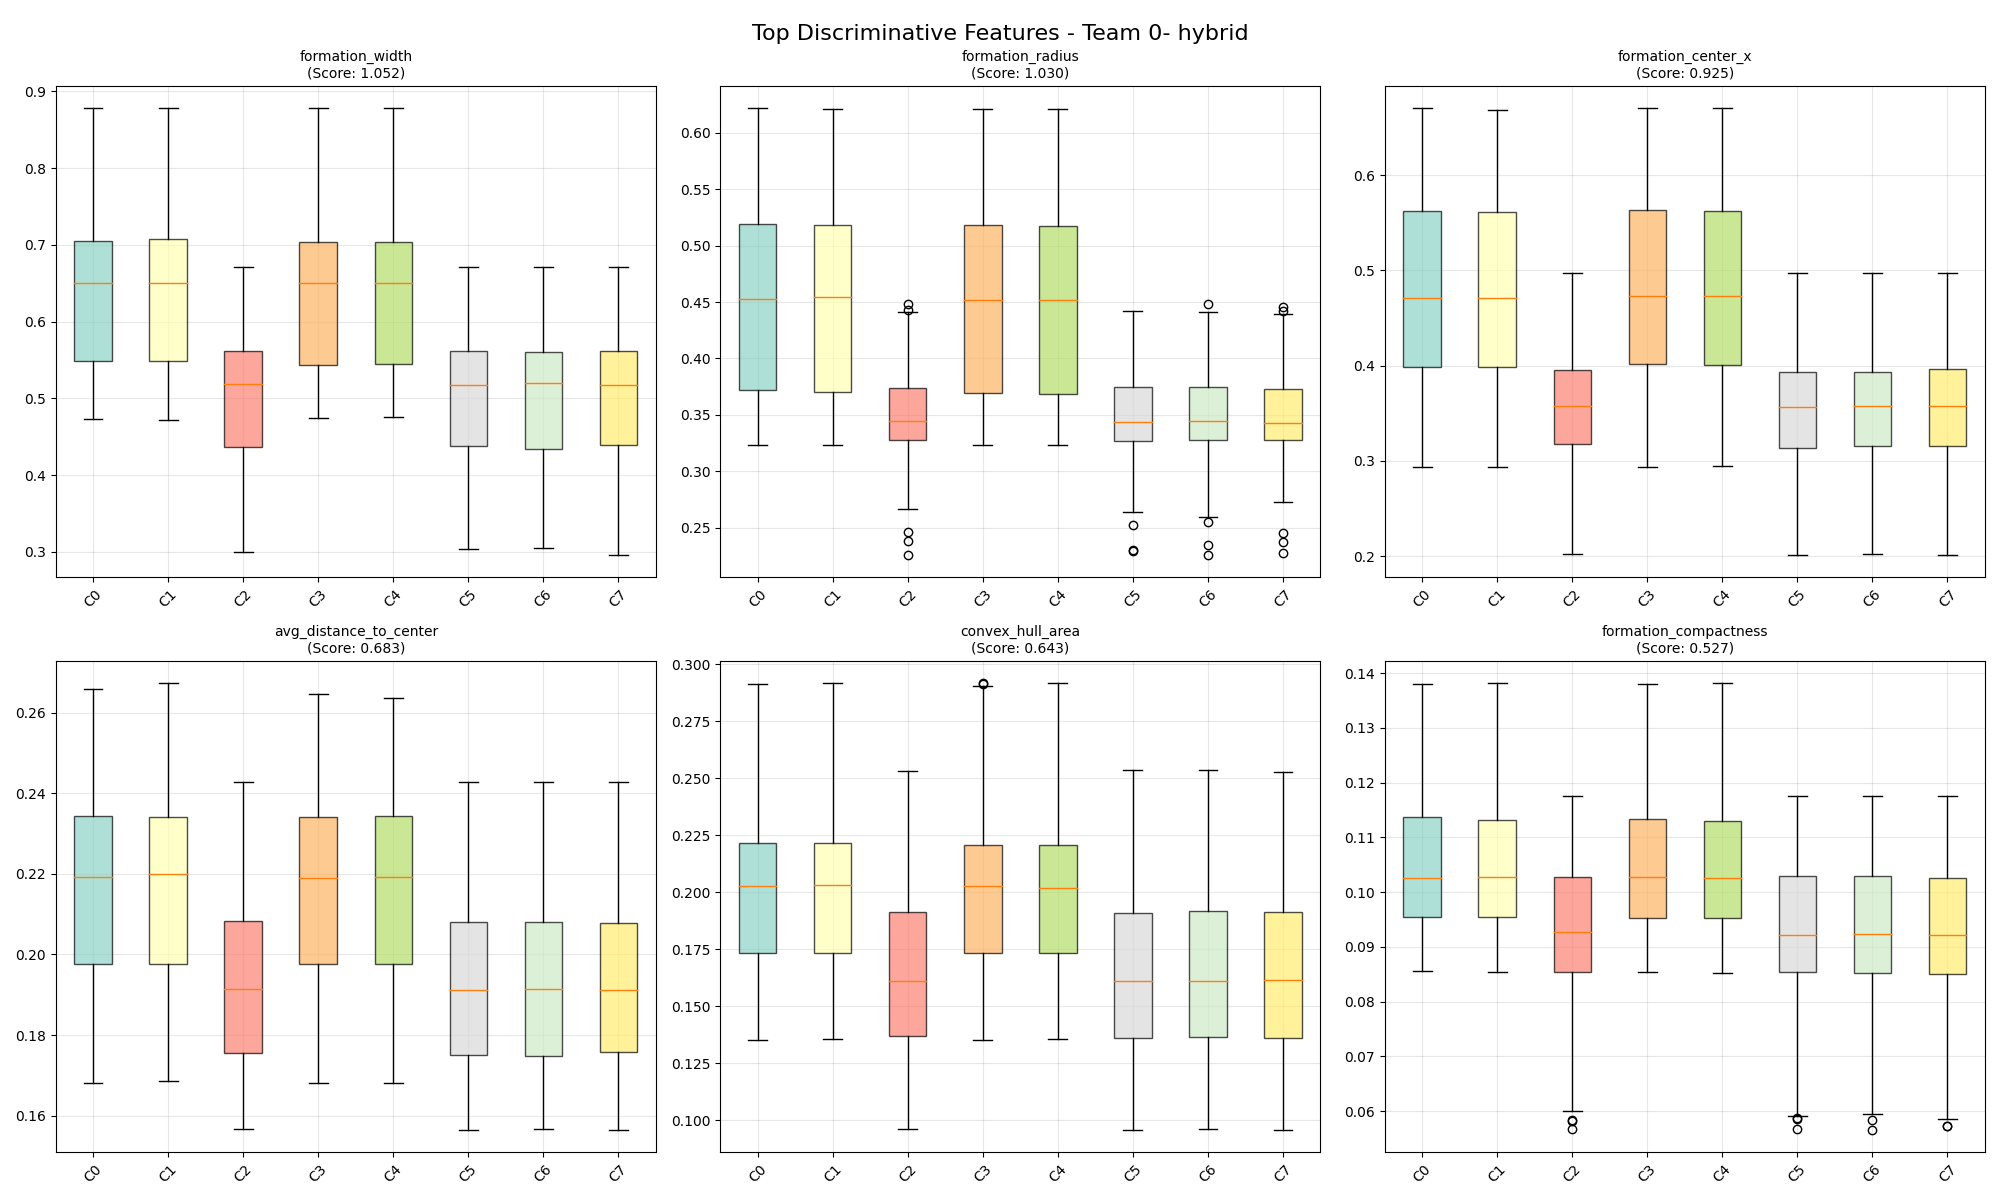 Top Discriminative Features - Team 0- hybrid
formation_width
(Score: 1.052)
0.9
0.8
0.7
0.6
0.5
0.4
0.3
C0 C1 C2 C3 C4 C5 C6 C7
formation_radius
(Score: 1.030)
0.60
0.55
0.50
0.45
0.40
0.35
0.30
0.25
C0 C1 C2 C3 C4 C5 C6 C7
formation_center_x
(Score: 0.925)
0.6
0.5
0.4
0.3
0.2
C0 C1 C2 C3 C4 C5 C6 C7
avg_distance_to_center
(Score: 0.683)
0.26
0.24
0.22
0.20
0.18
0.16
C0 C1 C2 C3 C4 C5 C6 C7
convex_hull_area
(Score: 0.643)
0.300
0.275
0.250
0.225
0.200
0.175
0.150
0.125
0.100
C0 C1 C2 C3 C4 C5 C6 C7
formation_compactness
(Score: 0.527)
0.14
0.13
0.12
0.11
0.10
0.09
0.08
0.07
0.06
C0 C1 C2 C3 C4 C5 C6 C7